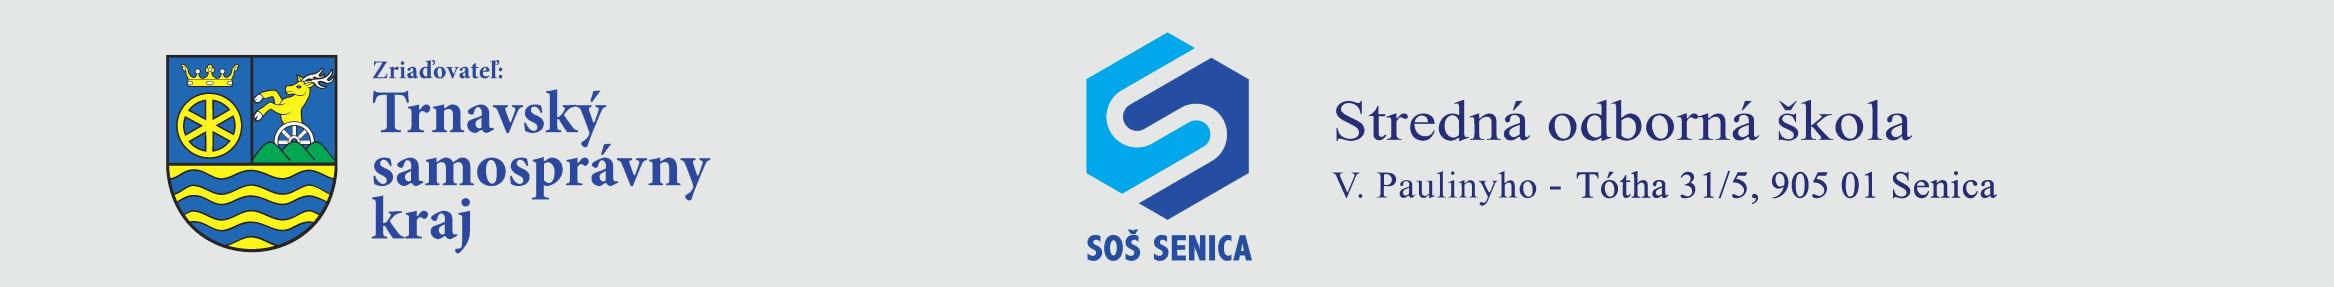 Zriaďovateľ:
Trnavský
samosprávny
kraj
SOŠ SENICA
Stredná odborná škola
V. Paulinyho - Tótha 31/5, 905 01 Senica